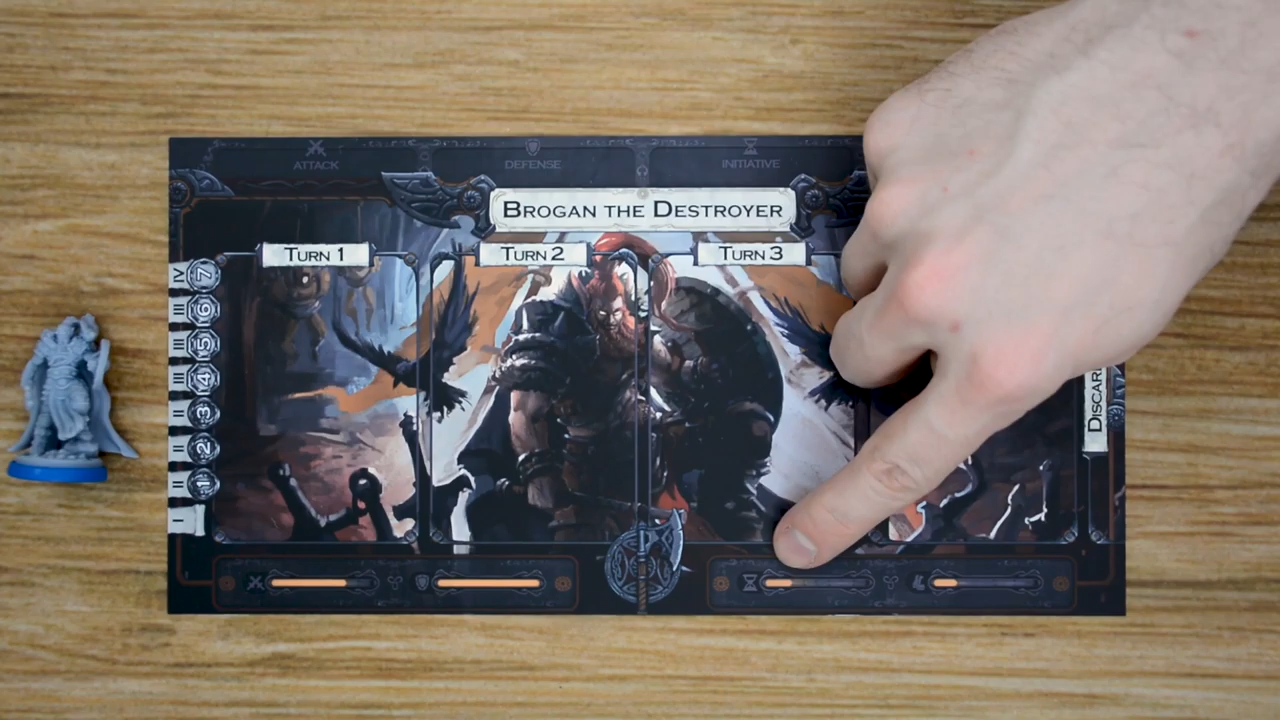 ATTACK
DEFENSE
INITIATIVE
BROGAN THE DESTROYER
TURN 1
TURN 2
TURN 3
IV 7
III 6
III 5
III 4
II 3
II 2
II 1
I